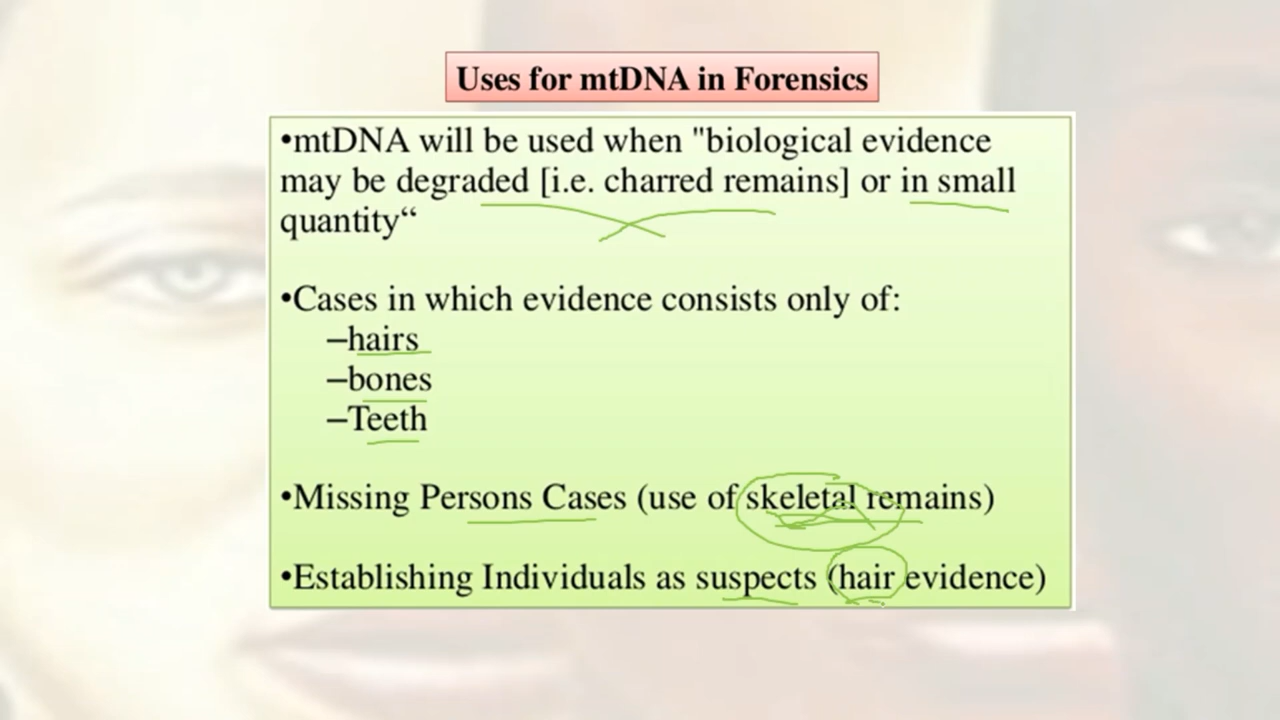 Uses for mtDNA in Forensics
•mtDNA will be used when "biological evidence
may be degraded [i.e. charred remains] or in small
quantity“
•Cases in which evidence consists only of:
–hairs
–bones
–Teeth
•Missing Persons Cases (use of skeletal remains)
•Establishing Individuals as suspects (hair evidence)